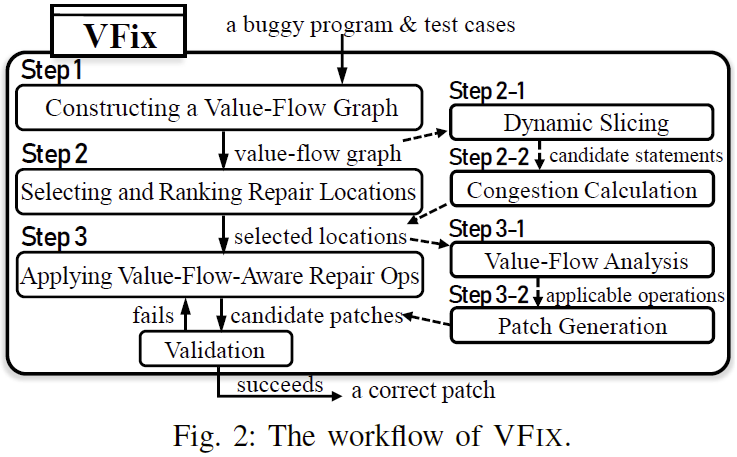 VFix
a buggy program & test cases
Step 1
Constructing a Value-Flow Graph
value-flow graph
Step 2-1
Dynamic Slicing
Step 2-2
candidate statements
Congestion Calculation
Step 2
Selecting and Ranking Repair Locations
selected locations
Step 3-1
Value-Flow Analysis
Step 3-2
applicable operations
Patch Generation
Step 3
Applying Value-Flow-Aware Repair Ops
fails
candidate patches
Validation
succeeds
a correct patch
Fig. 2: The workflow of VFIX.